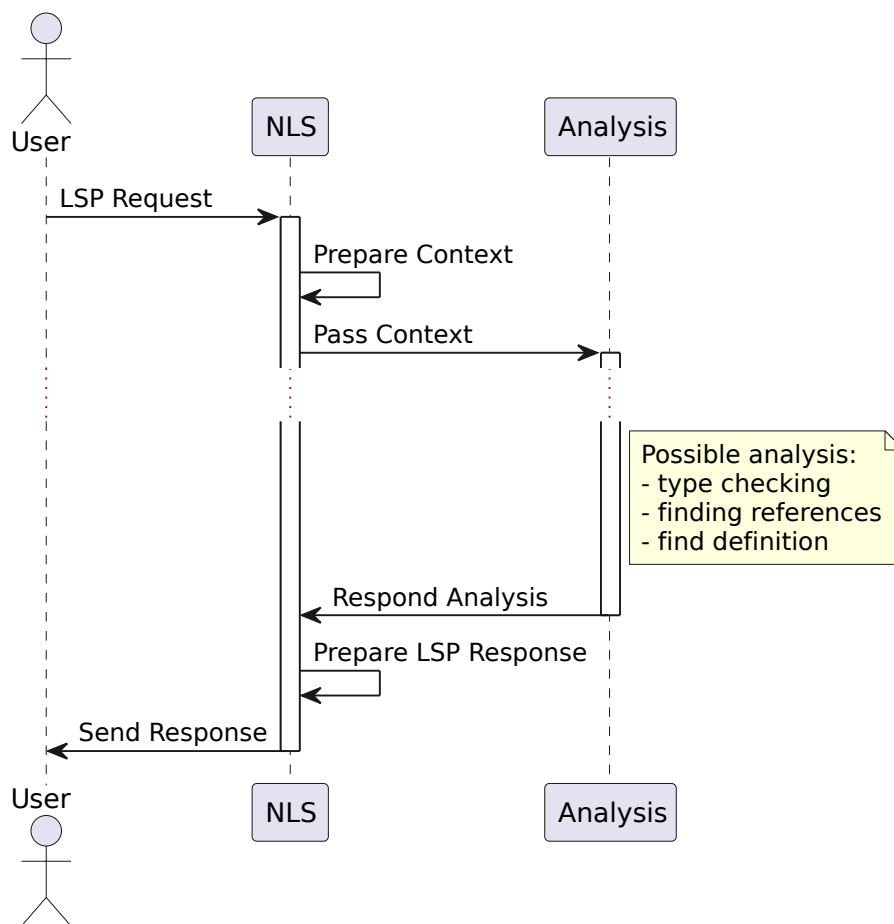 User
NLS
Analysis
LSP Request
Prepare Context
Pass Context
Possible analysis:
- type checking
- finding references
- find definition
Respond Analysis
Prepare LSP Response
Send Response
User
NLS
Analysis